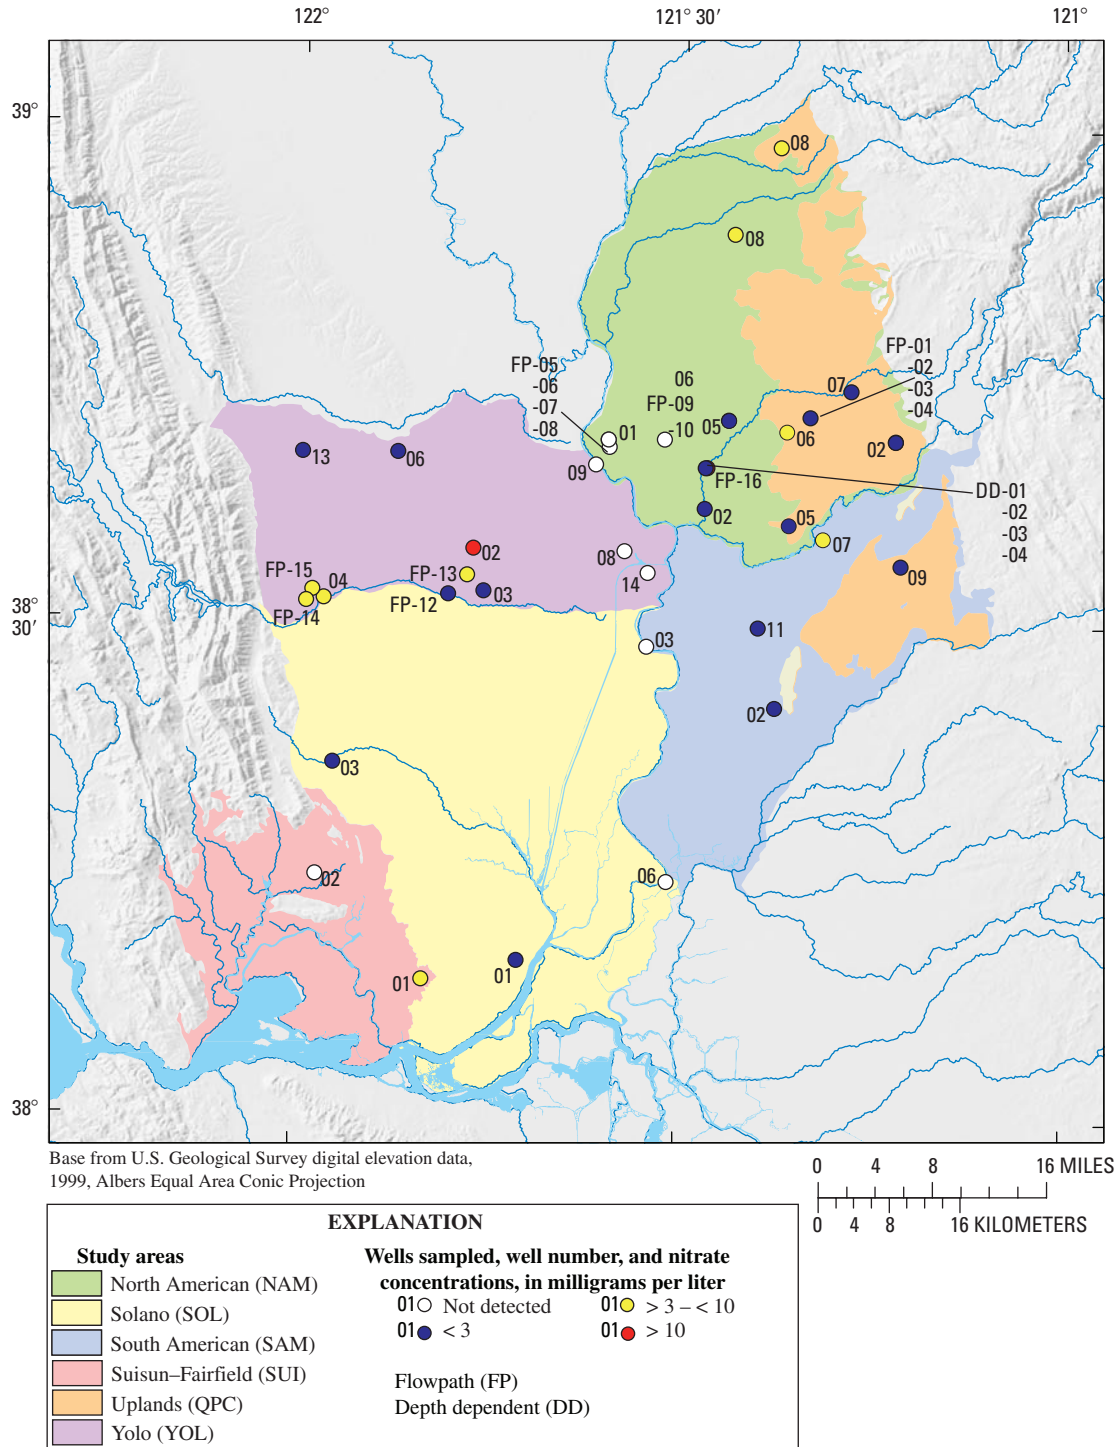 122°
121° 30′
121°
39°
08
08
FP-01
-02
-03
-04
FP-05
-06
-07
-08
06
FP-09
-10
07
05
01
06
02
13
06
09
FP-16
DD-01
-02
-03
-04
02
05
07
02
08
FP-15
04
FP-13
14
09
03
FP-12
FP-14
38°
30′
11
03
02
03
02
06
01
01
38°
Base from U.S. Geological Survey digital elevation data,
1999, Albers Equal Area Conic Projection
0 4 8 16 MILES
0 4 8 16 KILOMETERS
EXPLANATION
Study areas
North American (NAM)
Solano (SOL)
South American (SAM)
Suisun–Fairfield (SUI)
Uplands (QPC)
Yolo (YOL)
Wells sampled, well number, and nitrate
concentrations, in milligrams per liter
01 Not detected
01 > 3 – < 10
01 < 3
01 > 10
Flowpath (FP)
Depth dependent (DD)